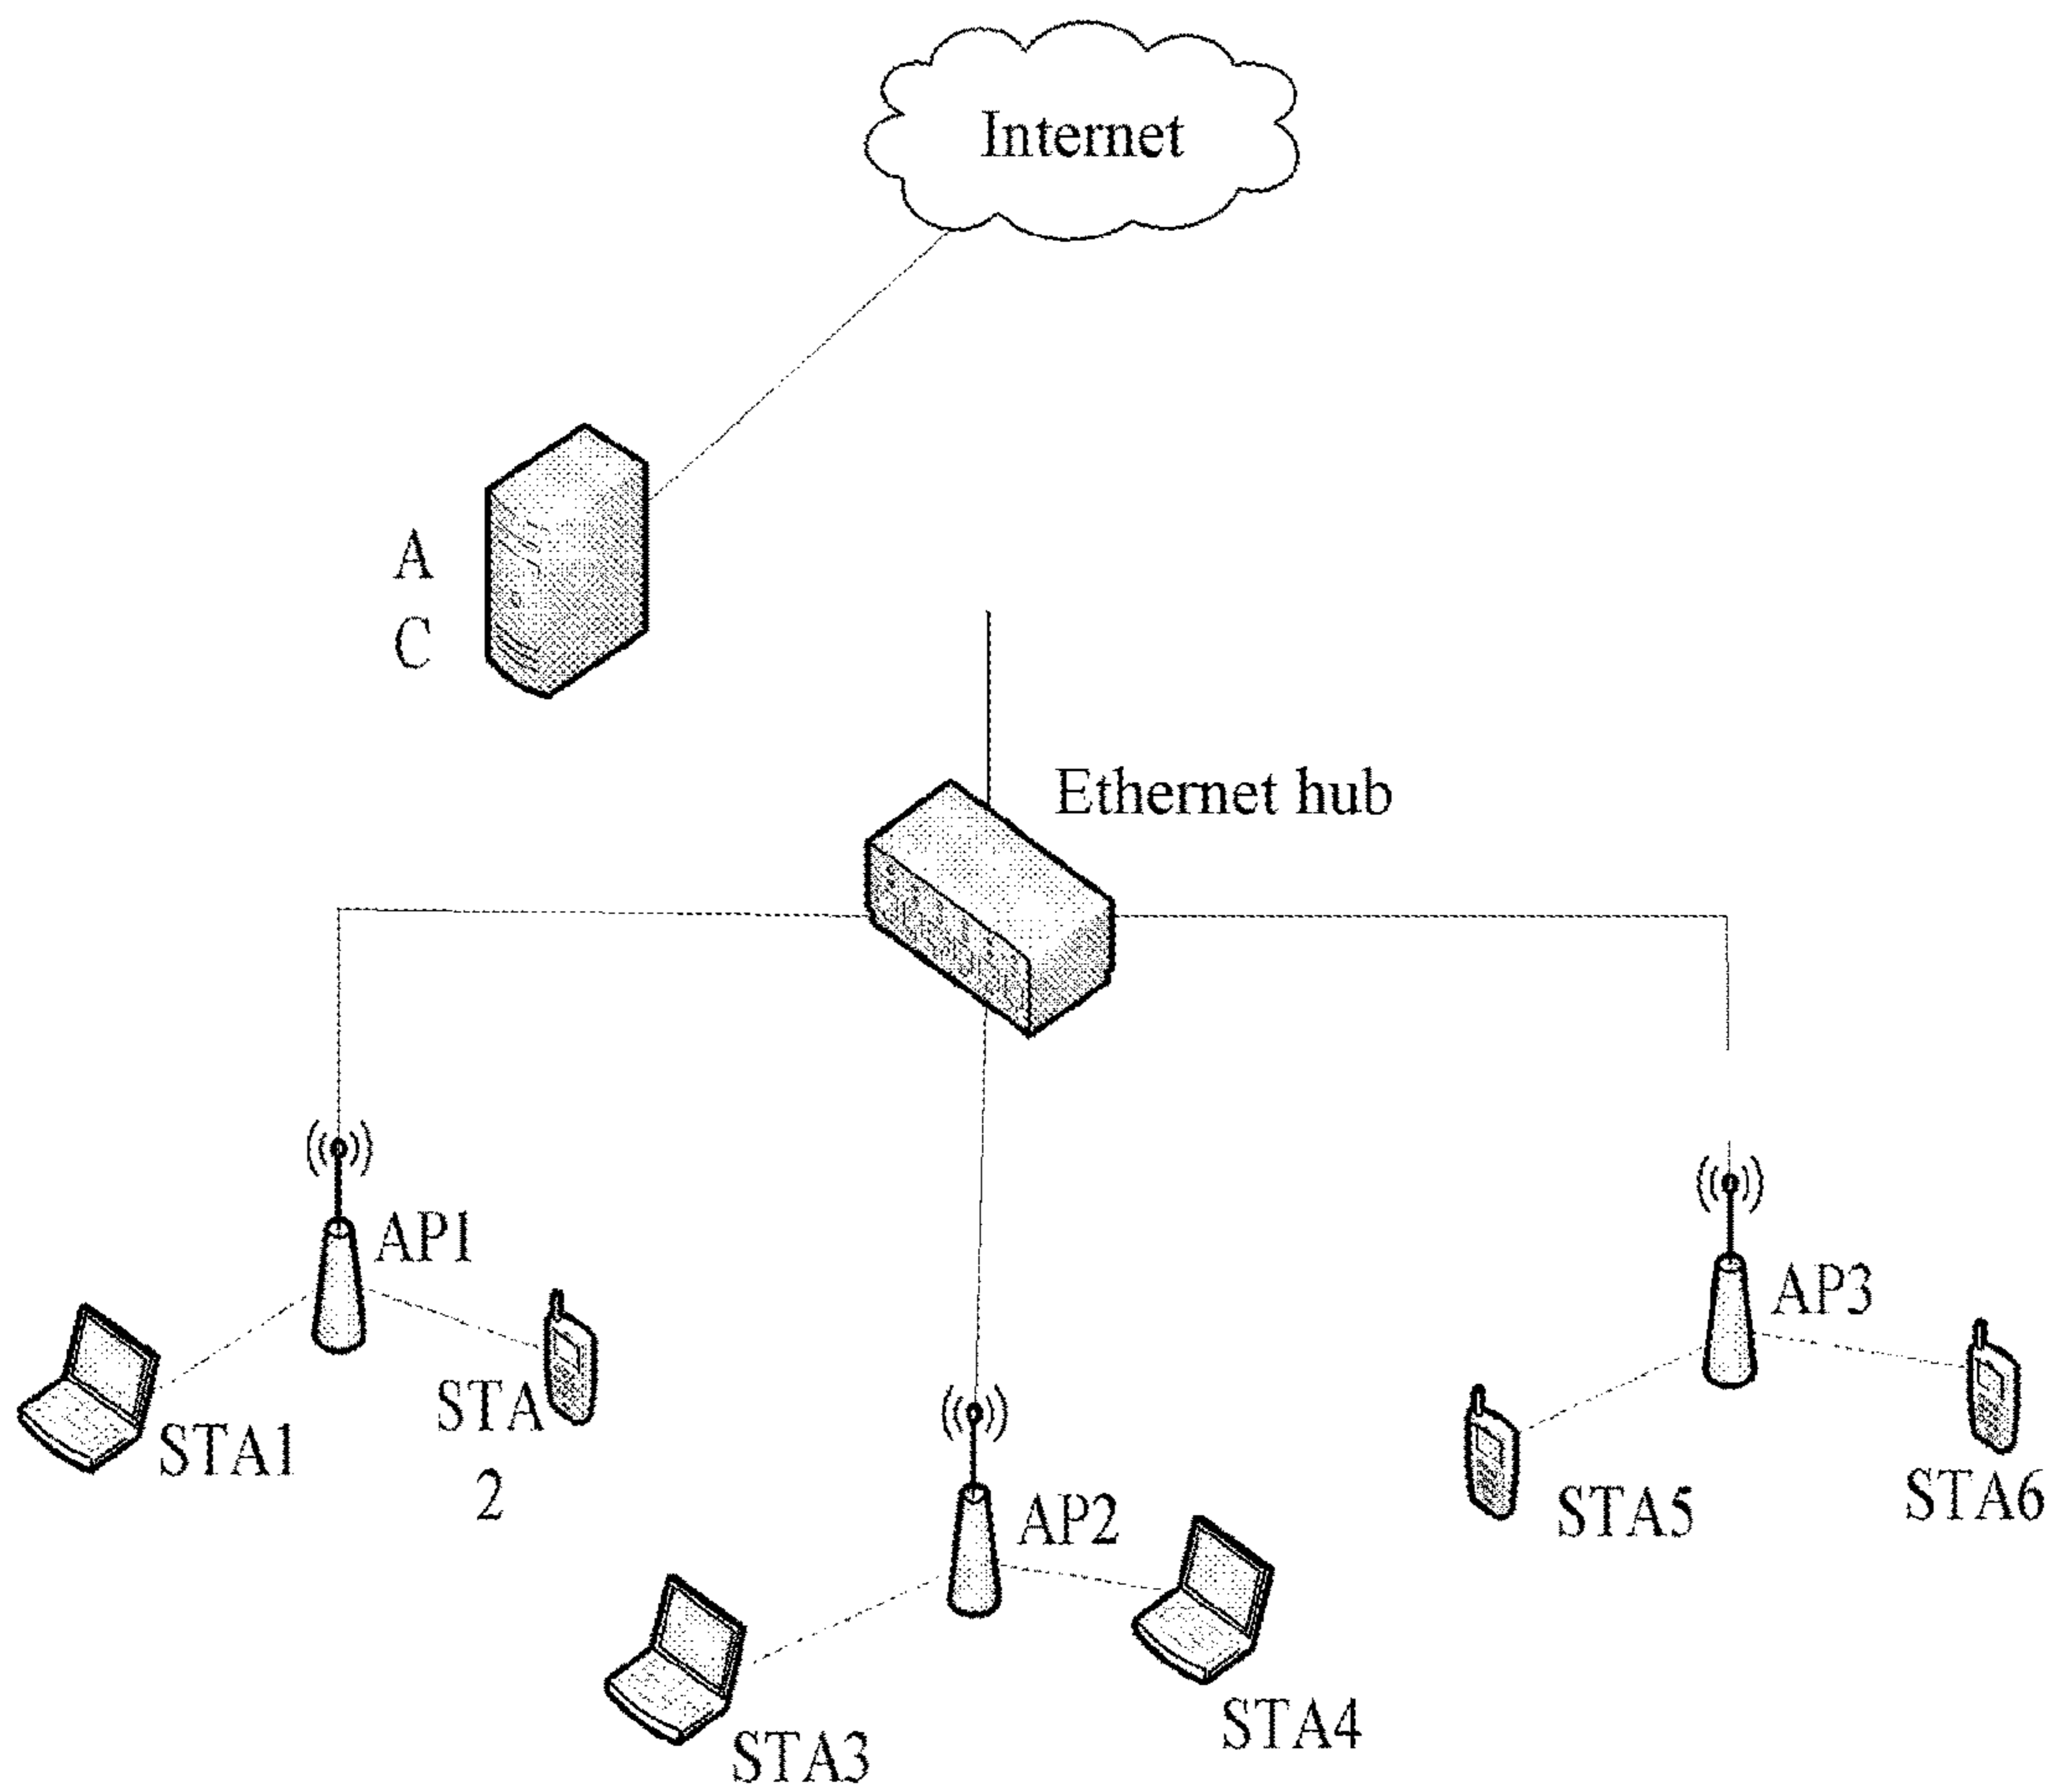 Internet
A
C
Ethernet hub
AP1
AP3
STA1
STA
2
AP2
STA5
STA6
STA3
STA4